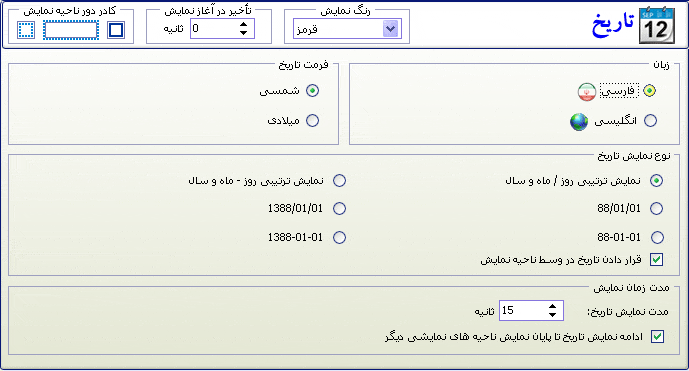 تاریخ
SEP
12
رنگ نمایش
قرمز
تأخیر در آغاز نمایش
0
ثانیه
کادر دور ناحیه نمایش
زبان
فارسی
انگلیسی
فرمت تاریخ
شمسی
میلادی
نوع نمایش تاریخ
نمایش ترتیبی روز / ماه و سال
نمایش ترتیبی روز - ماه و سال
88/01/01
1388/01/01
88-01-01
1388-01-01
قرار دادن تاریخ در وسط ناحیه نمایش
مدت زمان نمایش
مدت نمایش تاریخ: 15 ثانیه
ادامه نمایش تاریخ تا پایان نمایش ناحیه های نمایشی دیگر